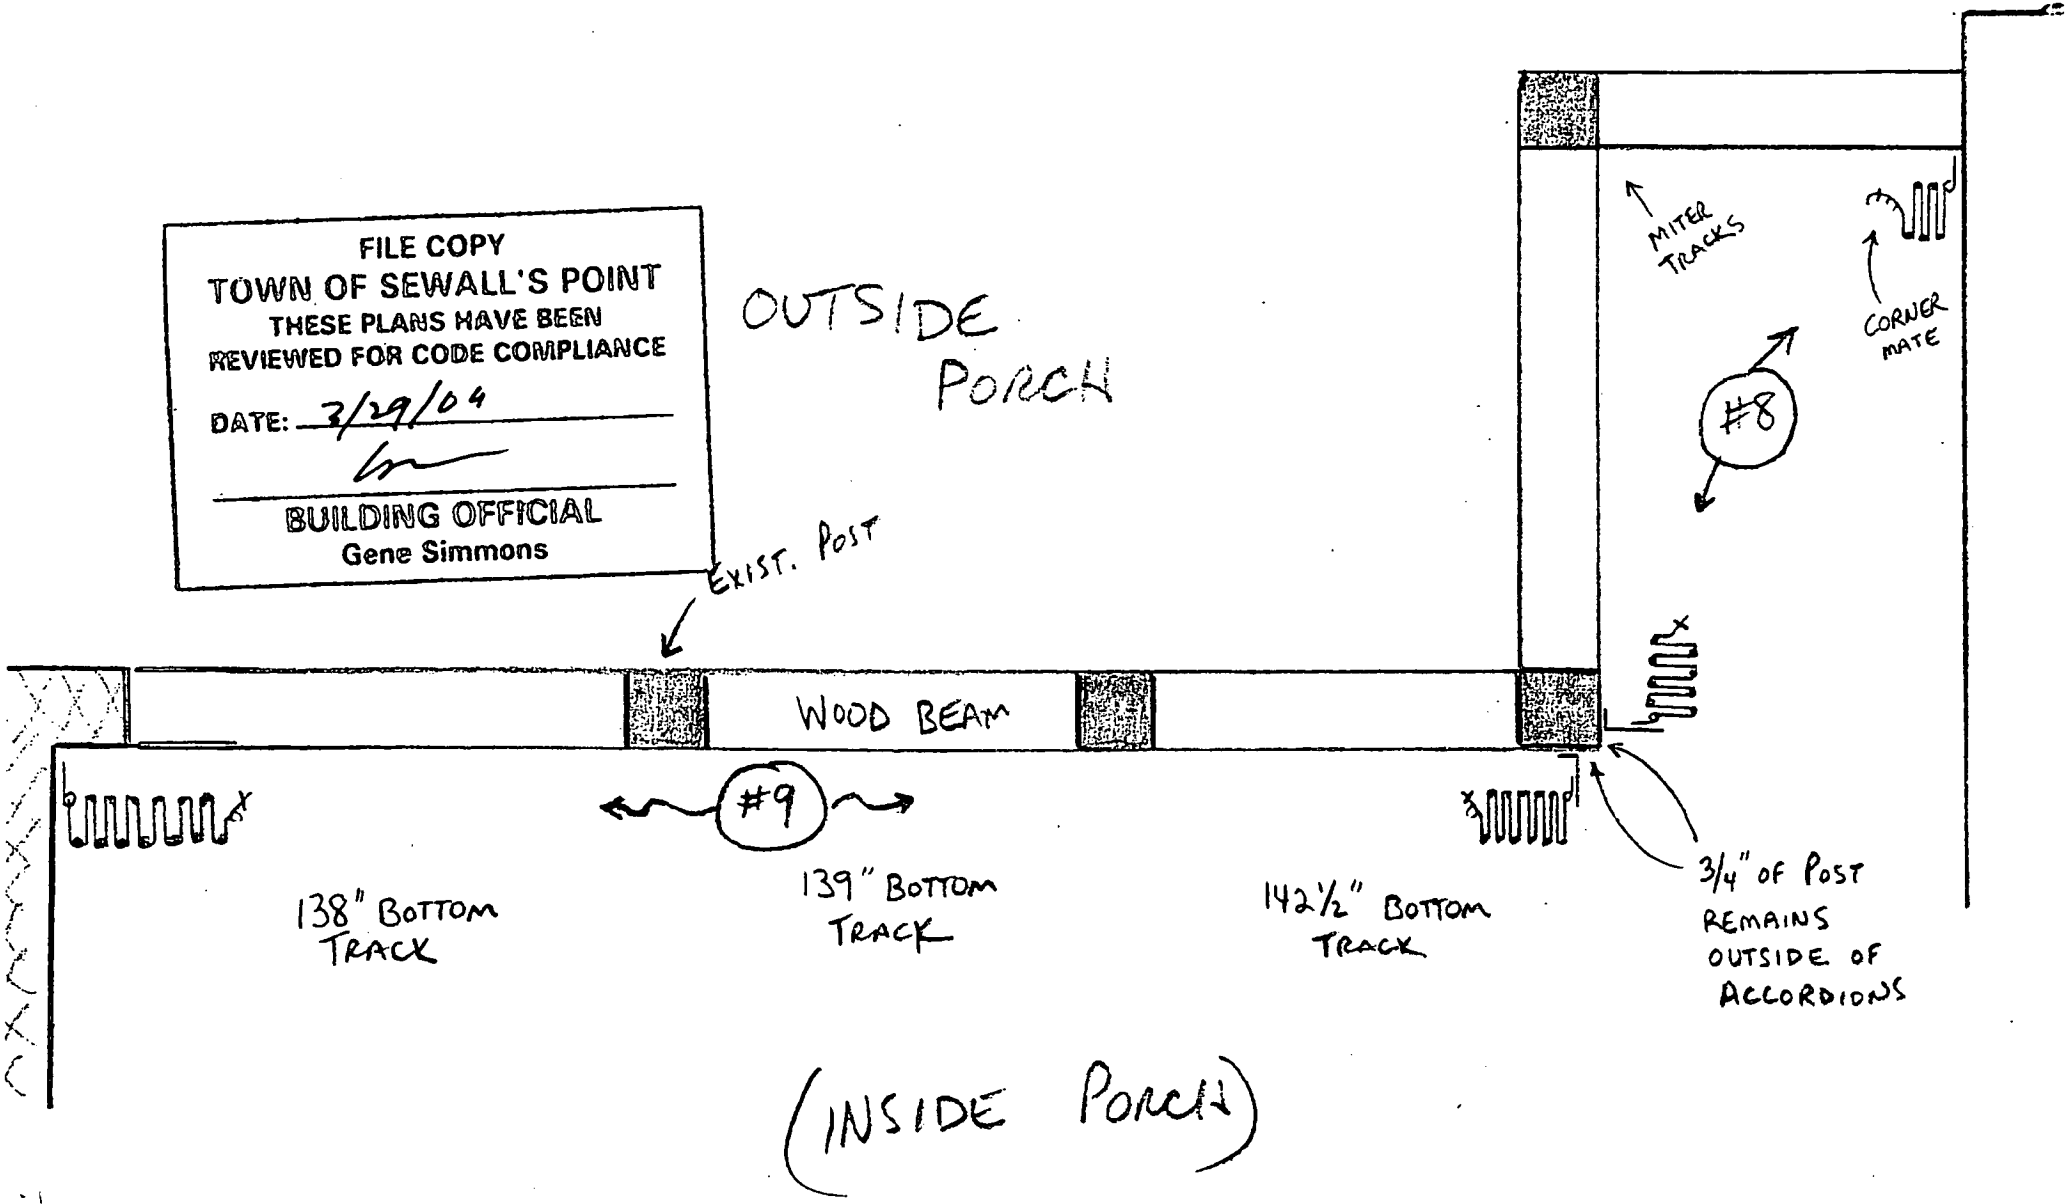 FILE COPY
TOWN OF SEWALL'S POINT
THESE PLANS HAVE BEEN
REVIEWED FOR CODE COMPLIANCE
DATE: 3/29/04
BUILDING OFFICIAL
Gene Simmons
OUTSIDE
PORCH
EXIST. POST
MITER
TRACKS
CORNER
MATE
#8
WOOD BEAM
#9
138" BOTTOM
TRACK
139" BOTTOM
TRACK
142 1/2" BOTTOM
TRACK
3/4" OF POST
REMAINS
OUTSIDE OF
ACCORDIONS
(INSIDE PORCH)